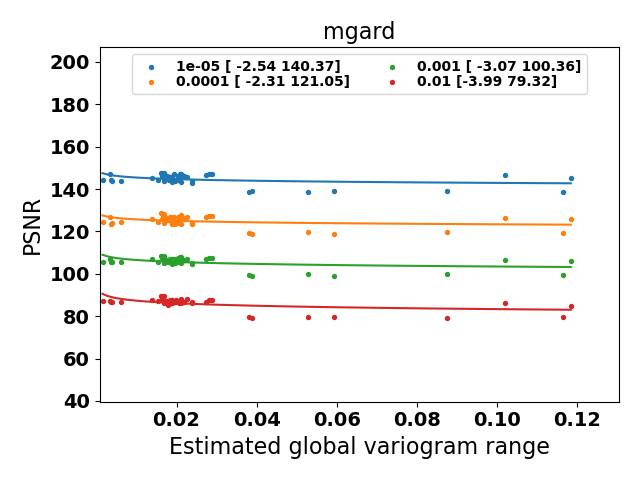 mgard
1e-05 [ -2.54 140.37]
0.0001 [ -2.31 121.05]
0.001 [ -3.07 100.36]
0.01 [-3.99 79.32]
PSNR
200
180
160
140
120
100
80
60
40
0.02 0.04 0.06 0.08 0.10 0.12
Estimated global variogram range